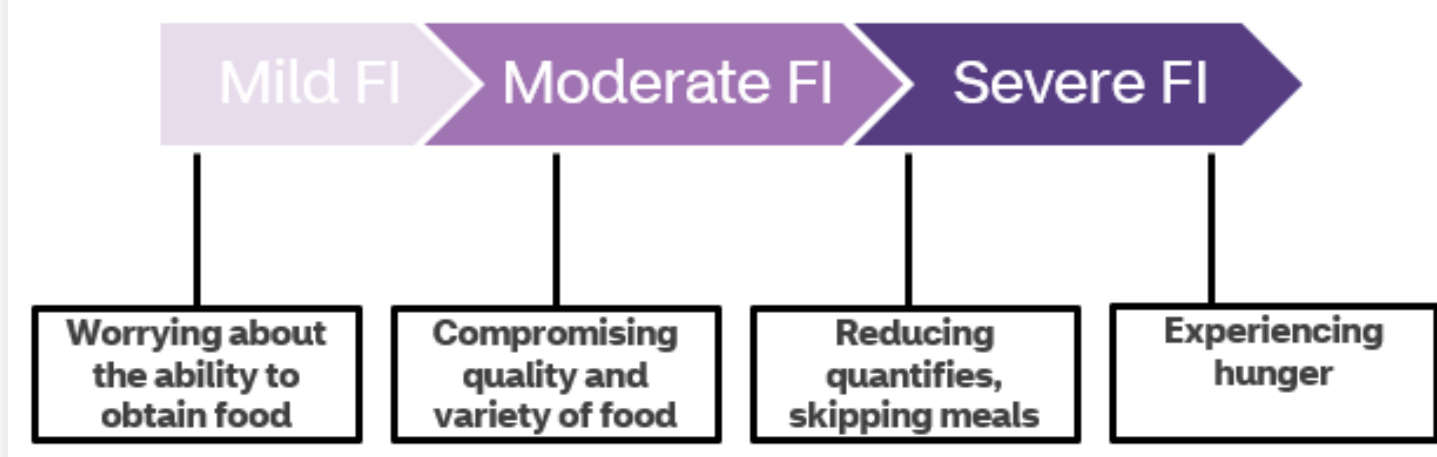 Mild FI
Moderate FI
Severe FI
Worrying about
the ability to
obtain food
Compromising
quality and
variety of food
Reducing
quantifies,
skipping meals
Experiencing
hunger